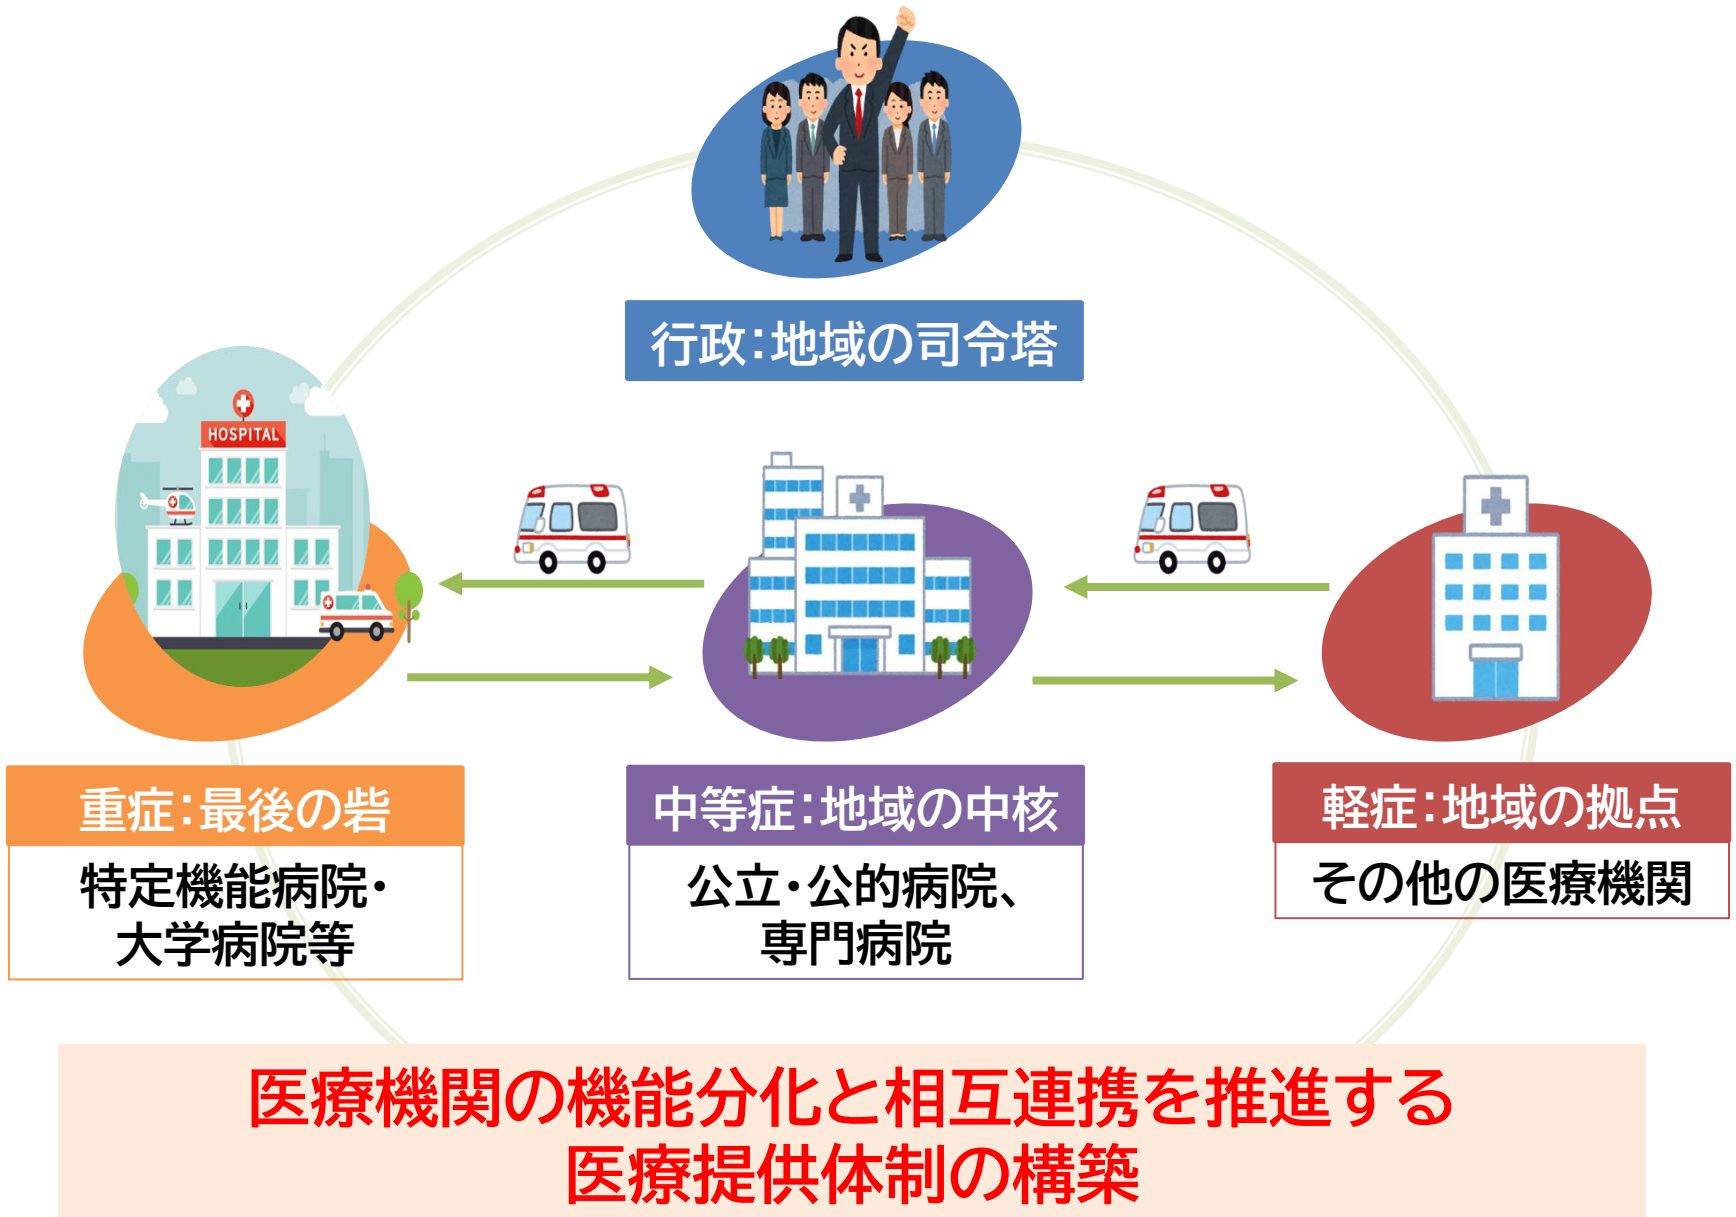 行政：地域の司令塔
HOSPITAL
重症：最後の砦
特定機能病院・
大学病院等
中等症：地域の中核
公立・公的病院、
専門病院
軽症：地域の拠点
その他の医療機関
医療機関の機能分化と相互連携を推進する
医療提供体制の構築